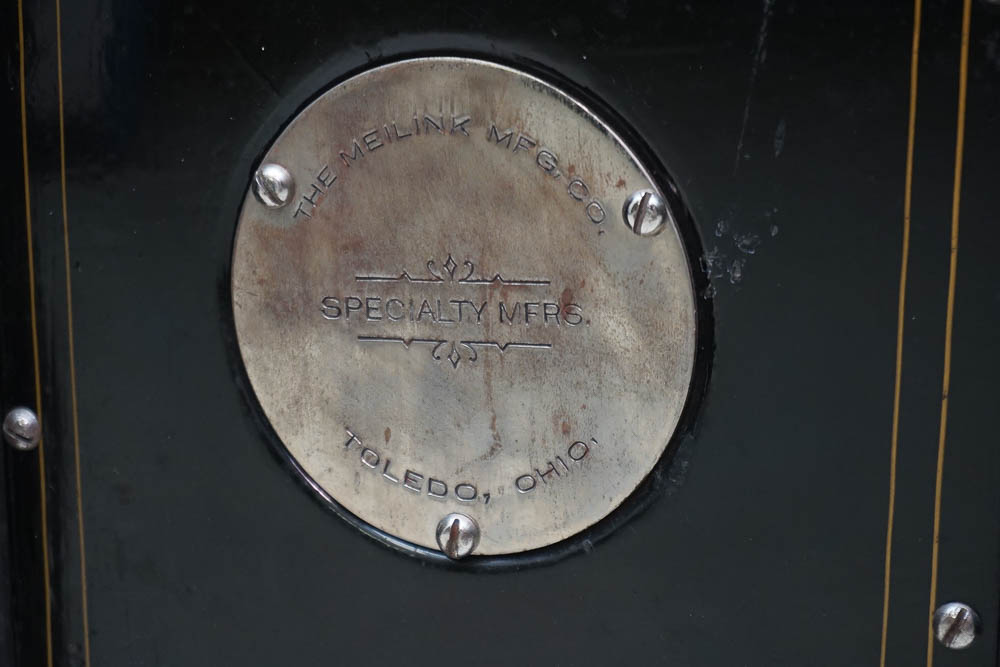 THE MEILINK MFG, CO,
SPECIALTY MFRS.
TOLEDO, OHIO,